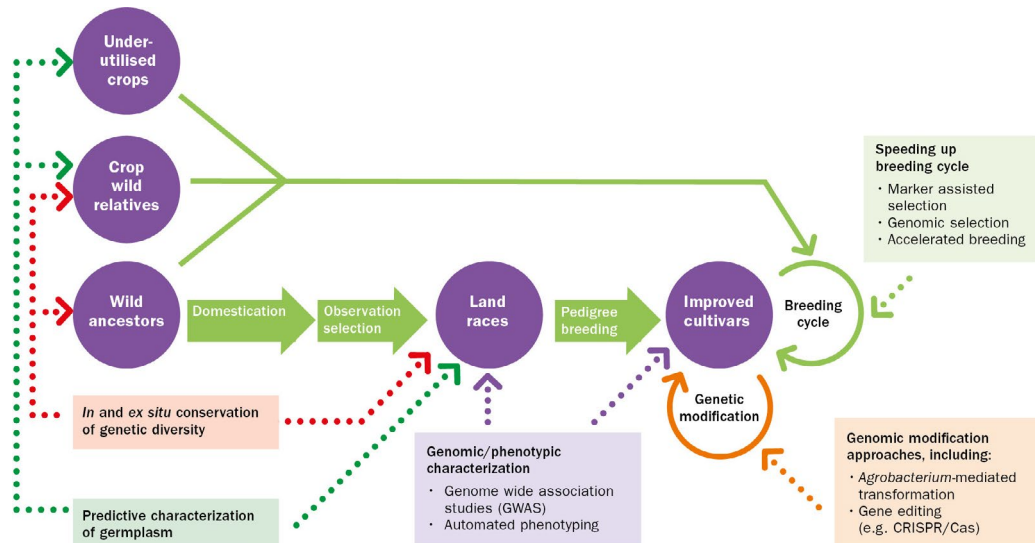 Under-
utilised
crops
Crop
wild
relatives
Speeding up
breeding cycle
· Marker assisted
selection
· Genomic selection
· Accelerated breeding
Wild
ancestors
Domestication
Observation
selection
Land
races
Pedigree
breeding
Improved
cultivars
Breeding
cycle
Genetic
modification
In and ex situ conservation
of genetic diversity
Genomic/phenotypic
characterization
· Genome wide association
studies (GWAS)
· Automated phenotyping
Genomic modification
approaches, including:
· Agrobacterium-mediated
transformation
· Gene editing
(e.g. CRISPR/Cas)
Predictive characterization
of germplasm